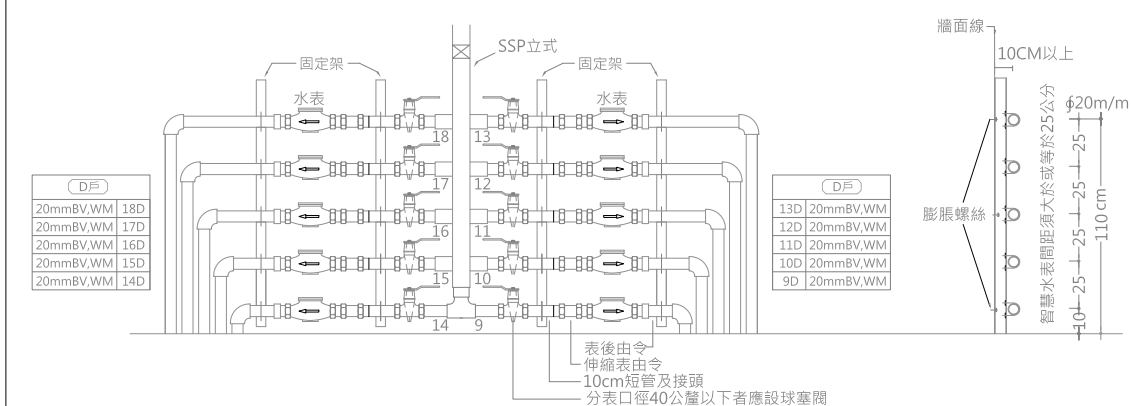 SSP立式
固定架
固定架
水表
水表
18
13
17
12
16
11
15
10
14
9
D戶
20mmBV,WM 18D
20mmBV,WM 17D
20mmBV,WM 16D
20mmBV,WM 15D
20mmBV,WM 14D
D戶
13D 20mmBV,WM
12D 20mmBV,WM
11D 20mmBV,WM
10D 20mmBV,WM
9D 20mmBV,WM
表後由令
伸縮表由令
10cm短管及接頭
分表口徑40公釐以下者應設球塞閥
牆面線
10CM以上
膨脹螺絲
智慧水表間距須大於或等於25公分
∮20m/m
25
25
25
25
10
110 cm